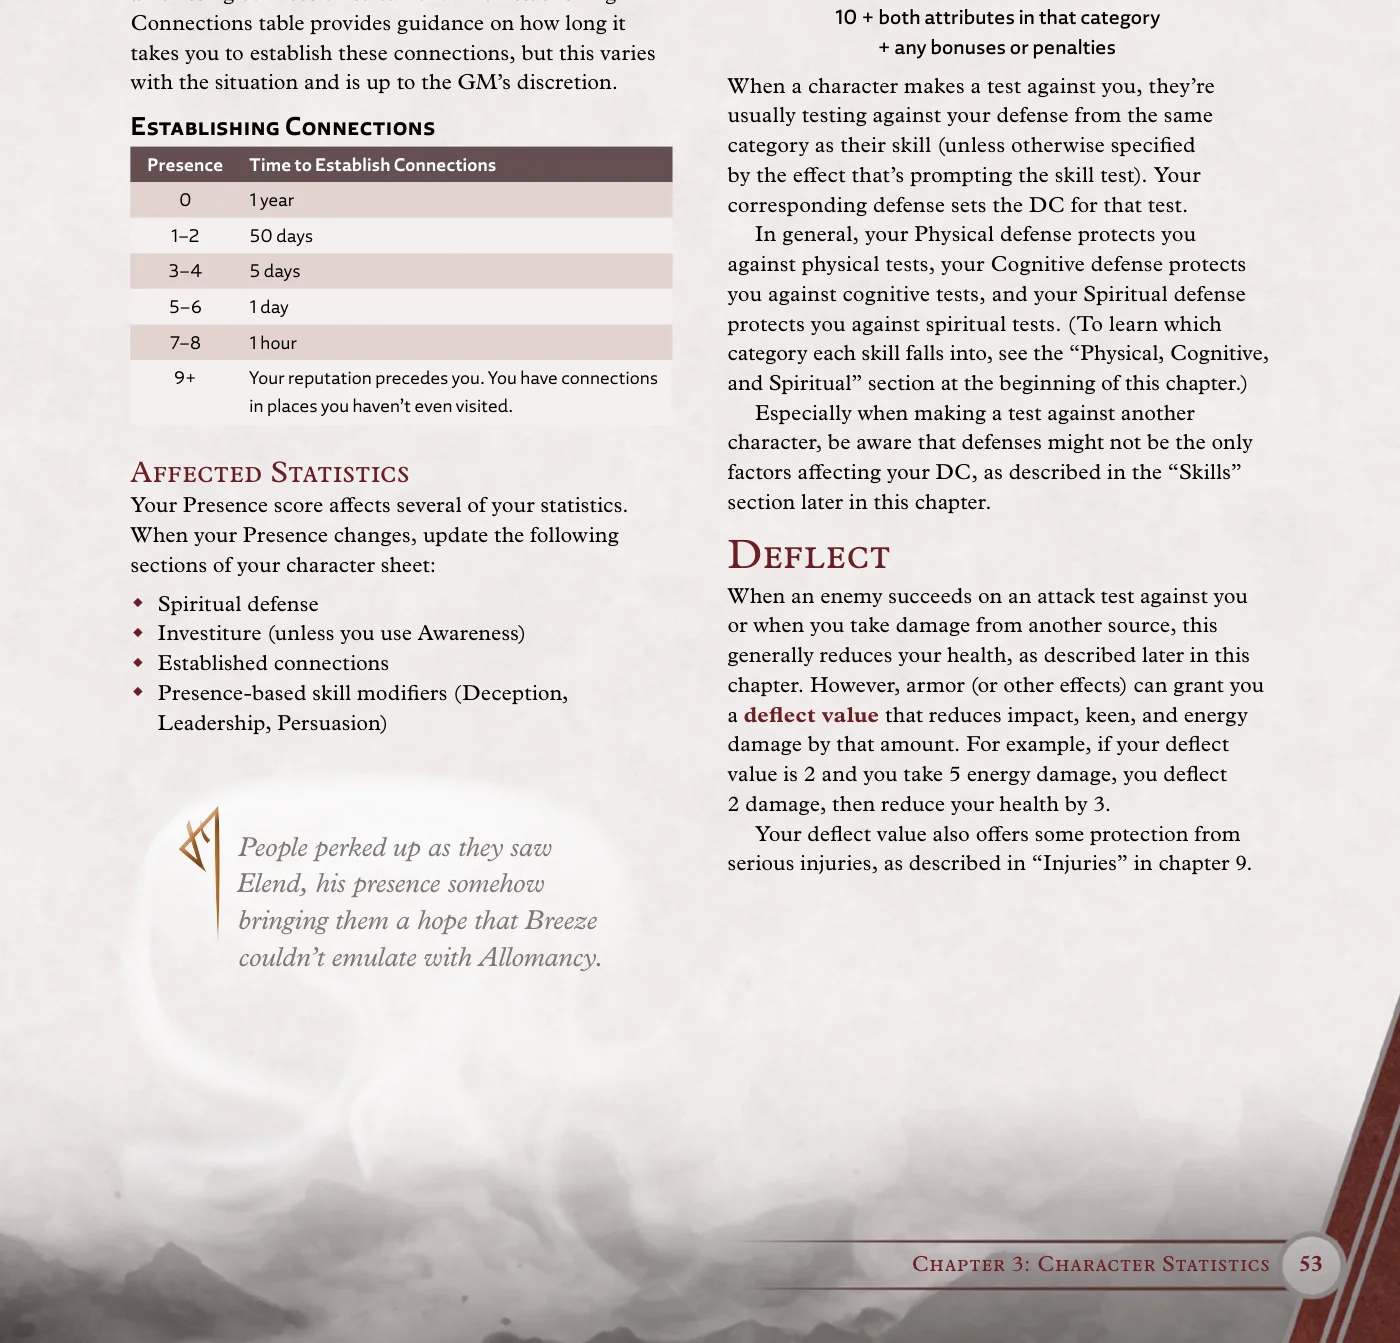 Connections table provides guidance on how long it
takes you to establish these connections, but this varies
with the situation and is up to the GM's discretion.
Establishing Connections
Presence Time to Establish Connections
0 1 year
1–2 50 days
3–4 5 days
5–6 1 day
7–8 1 hour
9+ Your reputation precedes you. You have connections
in places you haven't even visited.
Affected Statistics
Your Presence score affects several of your statistics.
When your Presence changes, update the following
sections of your character sheet:
◆ Spiritual defense
◆ Investiture (unless you use Awareness)
◆ Established connections
◆ Presence-based skill modifiers (Deception,
Leadership, Persuasion)
People perked up as they saw
Elend, his presence somehow
bringing them a hope that Breeze
couldn't emulate with Allomancy.
10 + both attributes in that category
+ any bonuses or penalties
When a character makes a test against you, they're
usually testing against your defense from the same
category as their skill (unless otherwise specified
by the effect that's prompting the skill test). Your
corresponding defense sets the DC for that test.
In general, your Physical defense protects you
against physical tests, your Cognitive defense protects
you against cognitive tests, and your Spiritual defense
protects you against spiritual tests. (To learn which
category each skill falls into, see the “Physical, Cognitive,
and Spiritual” section at the beginning of this chapter.)
Especially when making a test against another
character, be aware that defenses might not be the only
factors affecting your DC, as described in the “Skills”
section later in this chapter.
Deflect
When an enemy succeeds on an attack test against you
or when you take damage from another source, this
generally reduces your health, as described later in this
chapter. However, armor (or other effects) can grant you
a deflect value that reduces impact, keen, and energy
damage by that amount. For example, if your deflect
value is 2 and you take 5 energy damage, you deflect
2 damage, then reduce your health by 3.
Your deflect value also offers some protection from
serious injuries, as described in “Injuries” in chapter 9.
Chapter 3: Character Statistics 53